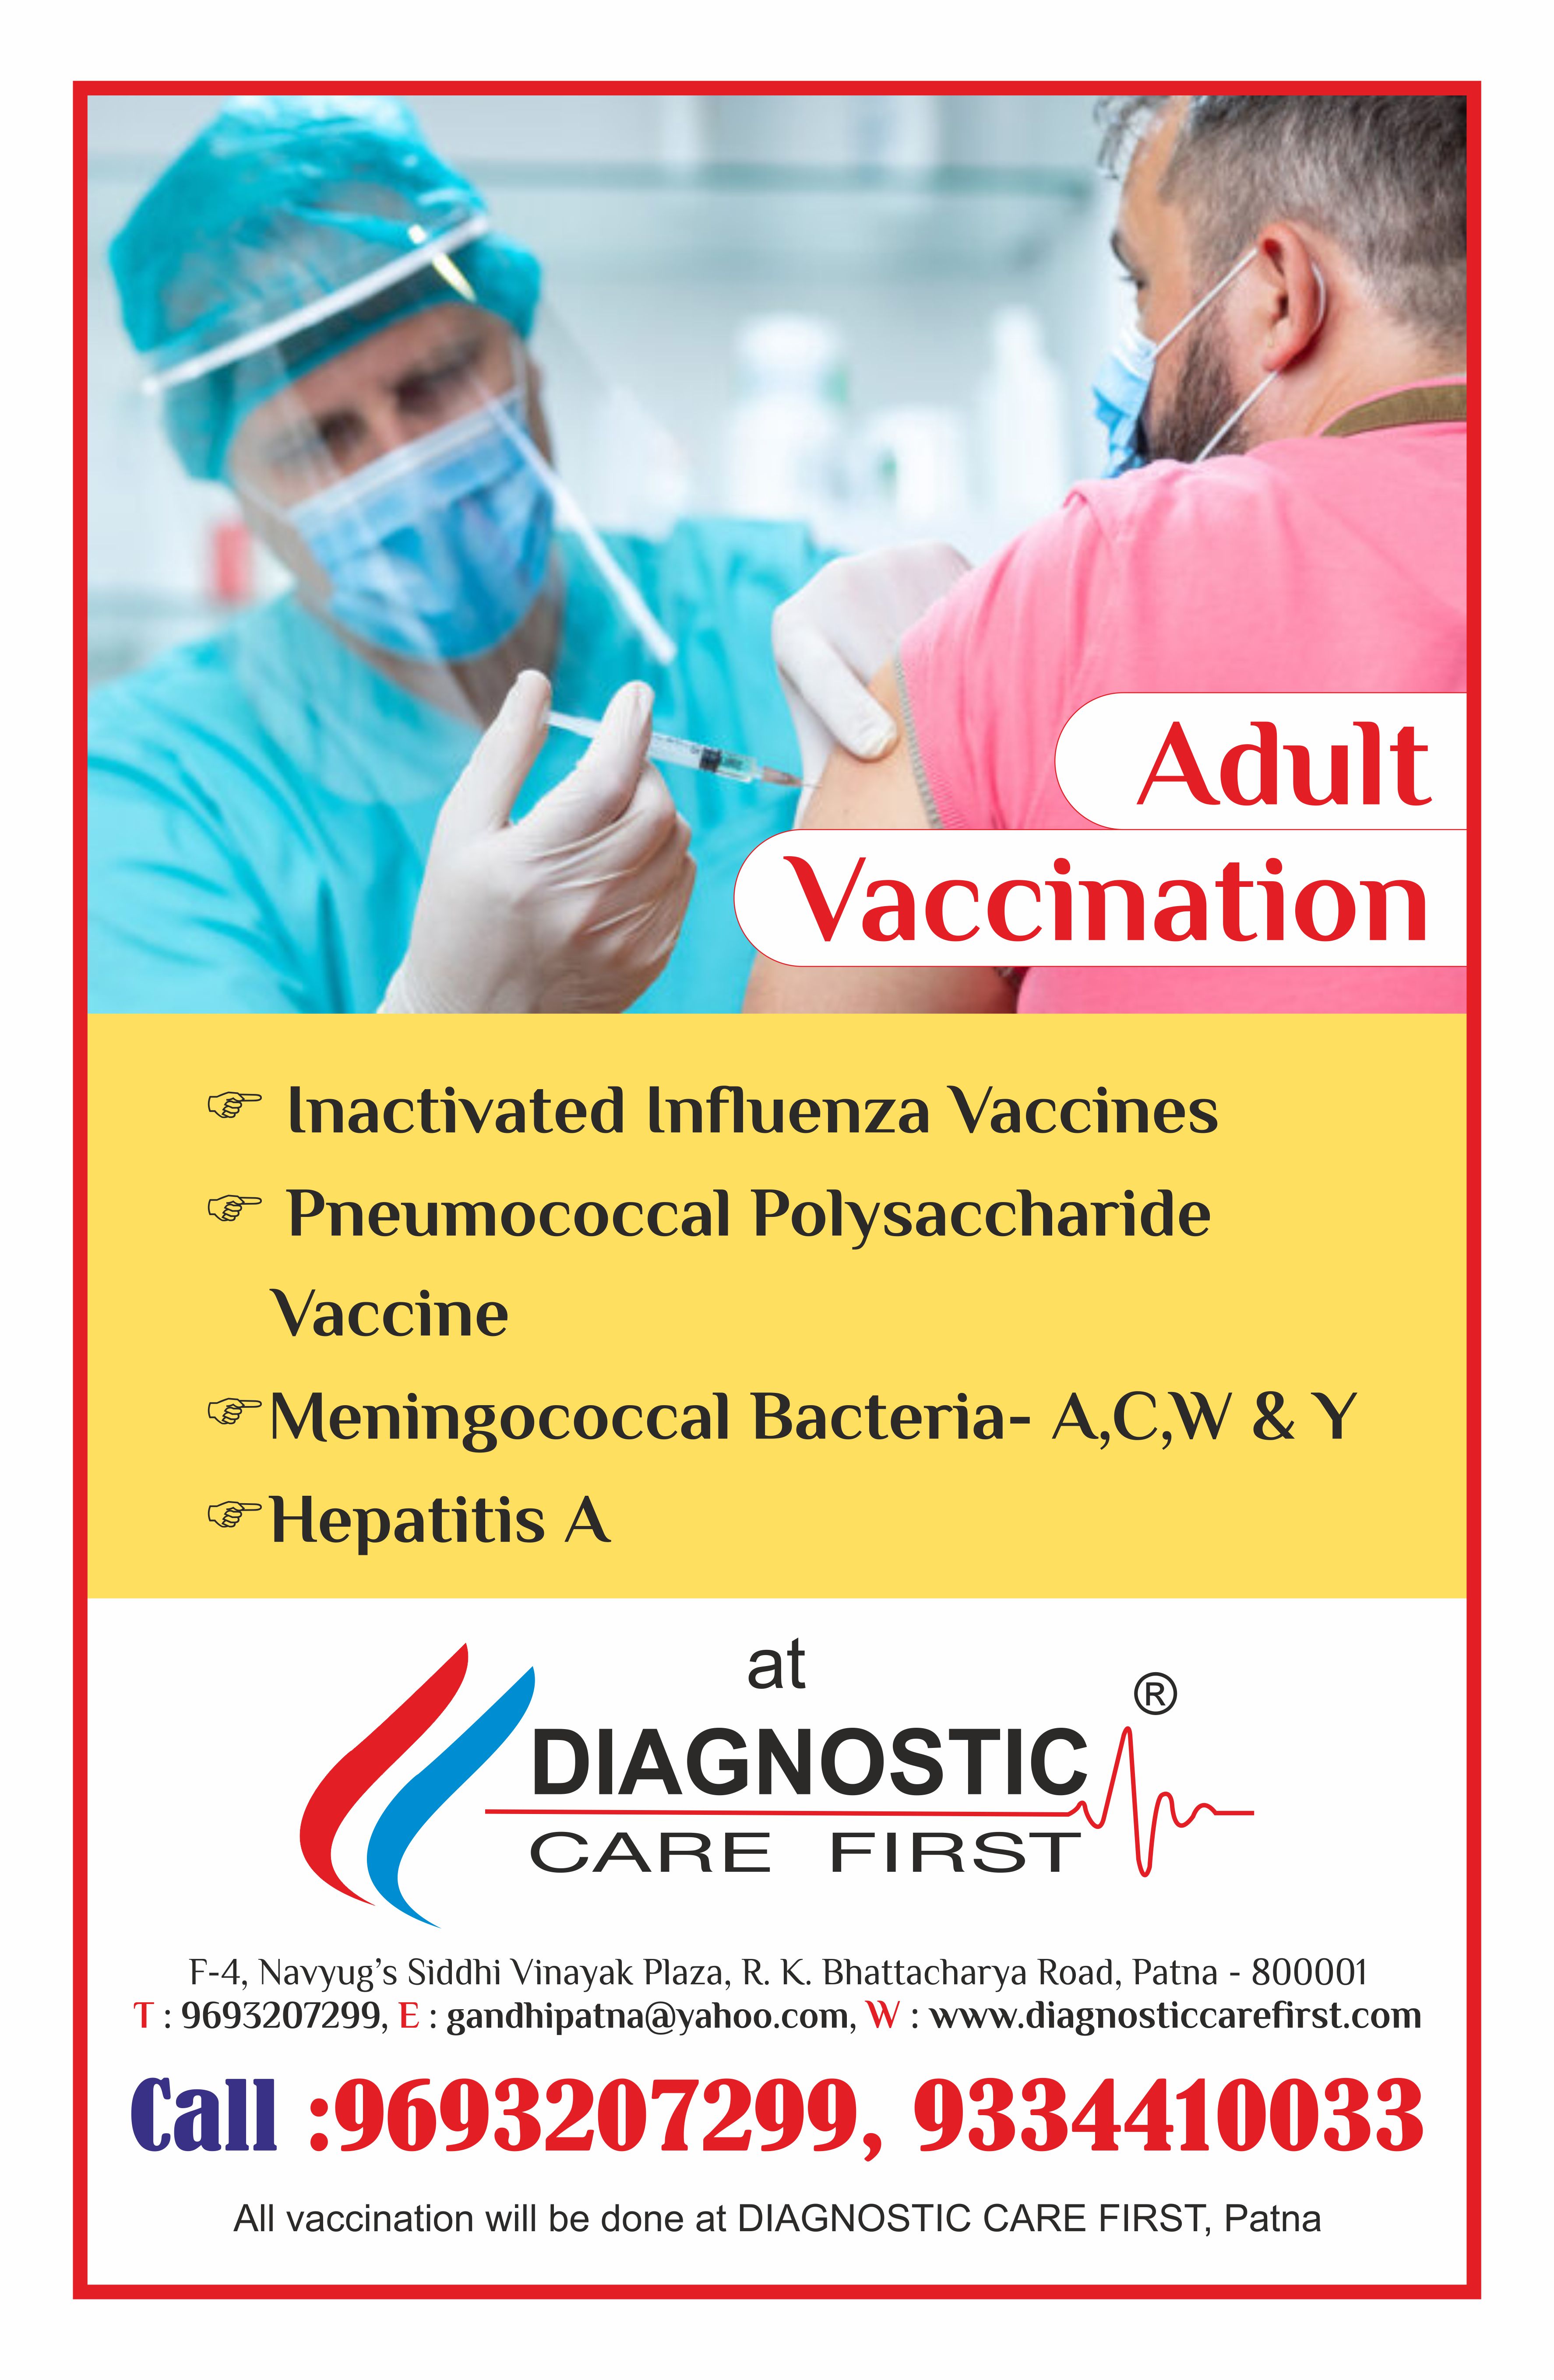 Adult
Vaccination
☞ Inactivated Influenza Vaccines
☞ Pneumococcal Polysaccharide
Vaccine
☞Meningococcal Bacteria- A,C,W & Y
☞Hepatitis A
at
DIAGNOSTIC ®
CARE FIRST
F-4, Navyug’s Siddhi Vinayak Plaza, R. K. Bhattacharya Road, Patna - 800001
T : 9693207299, E : gandhipatna@yahoo.com, W : www.diagnosticcarefirst.com
Call :9693207299, 9334410033
All vaccination will be done at DIAGNOSTIC CARE FIRST, Patna